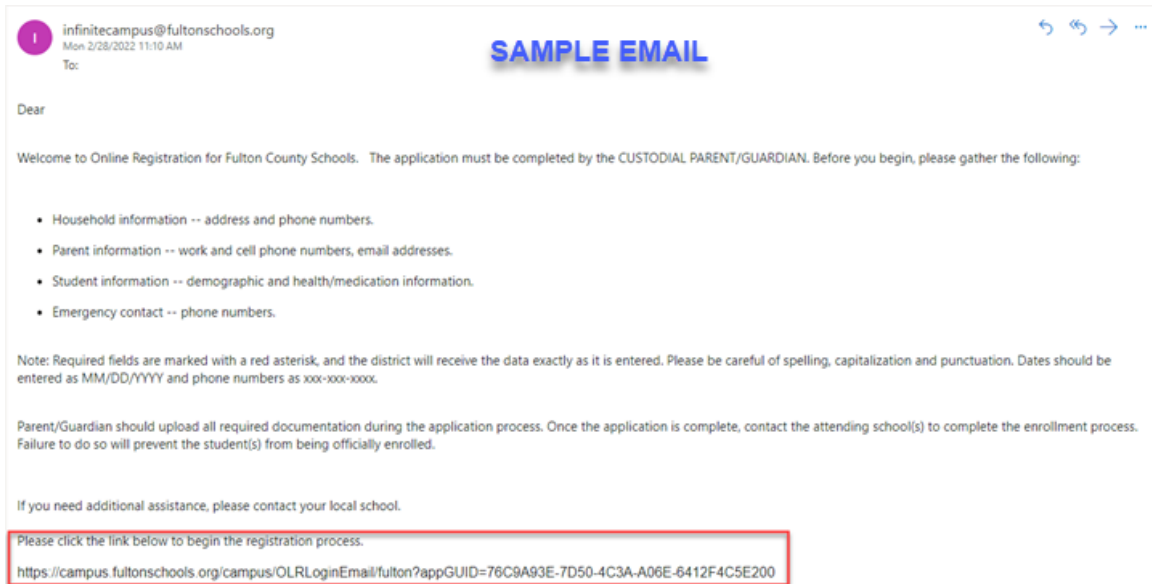 I
infinitecampus@fultonschools.org
Mon 2/28/2022 11:10 AM
To:
SAMPLE EMAIL
Dear
Welcome to Online Registration for Fulton County Schools. The application must be completed by the CUSTODIAL PARENT/GUARDIAN. Before you begin, please gather the following:
• Household information -- address and phone numbers.
• Parent information -- work and cell phone numbers, email addresses.
• Student information -- demographic and health/medication information.
• Emergency contact -- phone numbers.
Note: Required fields are marked with a red asterisk, and the district will receive the data exactly as it is entered. Please be careful of spelling, capitalization and punctuation. Dates should be
entered as MM/DD/YYYY and phone numbers as xxx-xxx-xxxx.
Parent/Guardian should upload all required documentation during the application process. Once the application is complete, contact the attending school(s) to complete the enrollment process.
Failure to do so will prevent the student(s) from being officially enrolled.
If you need additional assistance, please contact your local school.
Please click the link below to begin the registration process.
https://campus.fultonschools.org/campus/OLRLoginEmail/fulton?appGUID=76C9A93E-7D50-4C3A-A06E-6412F4C5E200